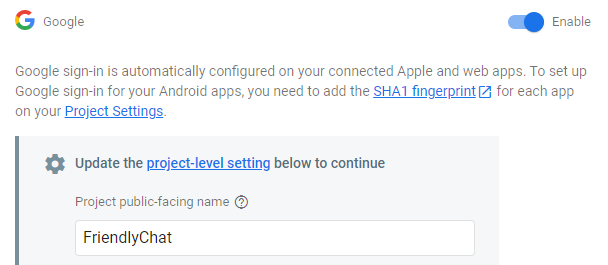 Google
Enable
Google sign-in is automatically configured on your connected Apple and web apps. To set up
Google sign-in for your Android apps, you need to add the SHA1 fingerprint for each app
on your Project Settings.
Update the project-level setting below to continue
Project public-facing name
FriendlyChat